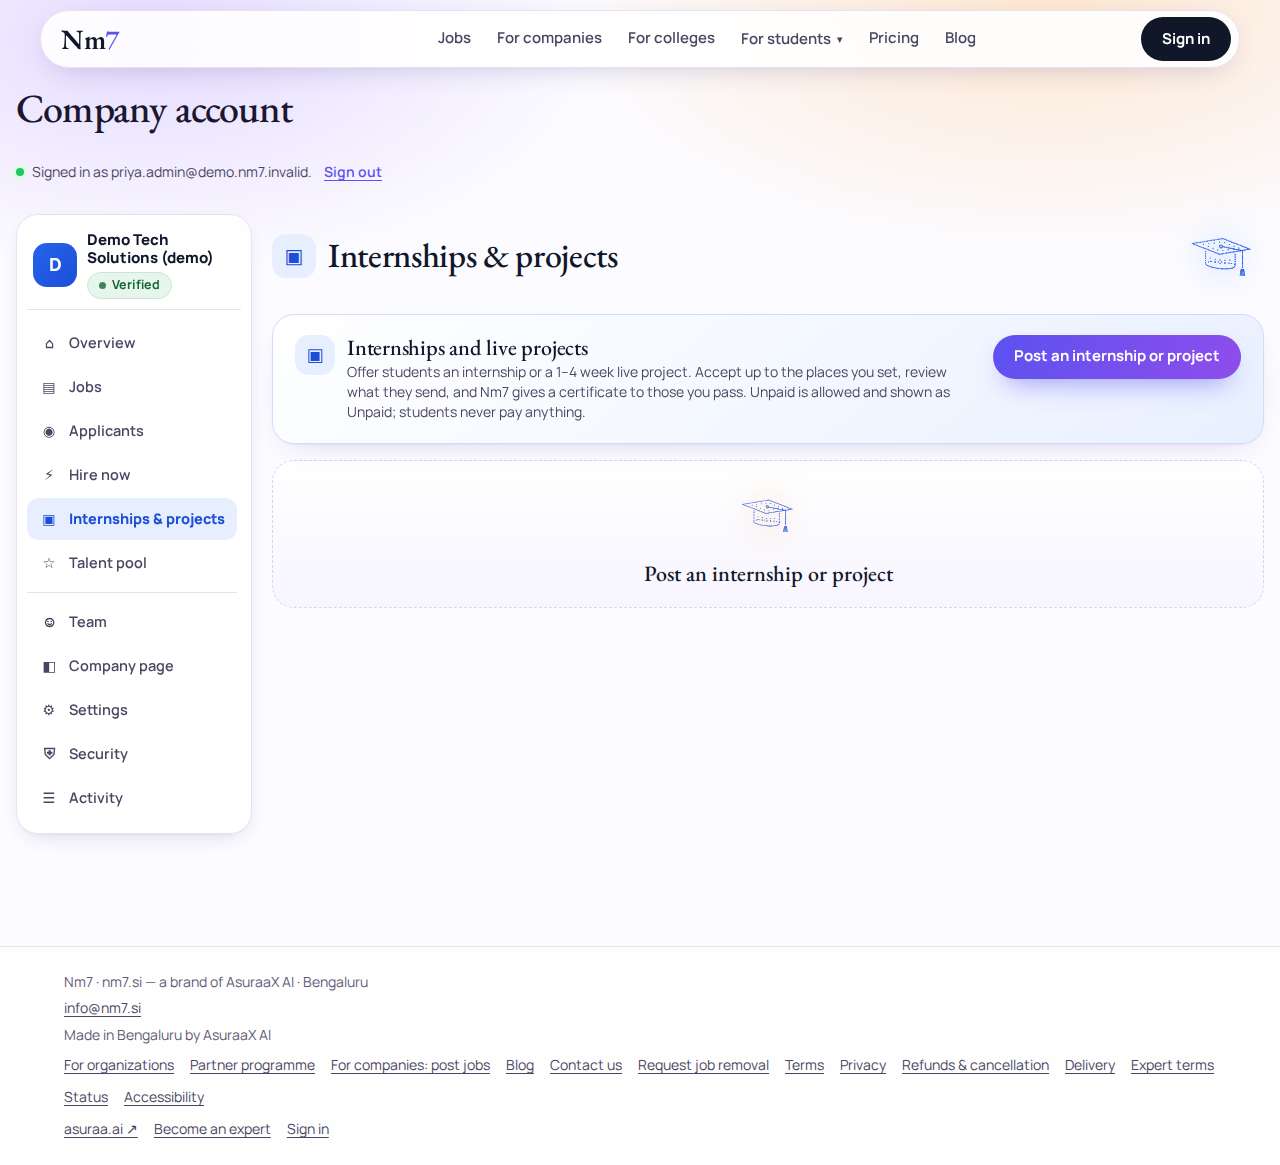 Nm7
Jobs
For companies
For colleges
For students ▾
Pricing
Blog
Sign in
Company account
Signed in as priya.admin@demo.nm7.invalid. Sign out
D
Demo Tech
Solutions (demo)
Verified
Overview
Jobs
Applicants
Hire now
Internships & projects
Talent pool
Team
Company page
Settings
Security
Activity
Internships & projects
Internships and live projects
Offer students an internship or a 1–4 week live project. Accept up to the places you set, review
what they send, and Nm7 gives a certificate to those you pass. Unpaid is allowed and shown as
Unpaid; students never pay anything.
Post an internship or project
Post an internship or project
Nm7 · nm7.si — a brand of AsuraaX AI · Bengaluru
info@nm7.si
Made in Bengaluru by AsuraaX AI
For organizations Partner programme For companies: post jobs Blog Contact us Request job removal Terms Privacy Refunds & cancellation Delivery Expert terms
Status Accessibility
asuraa.ai ↗ Become an expert Sign in